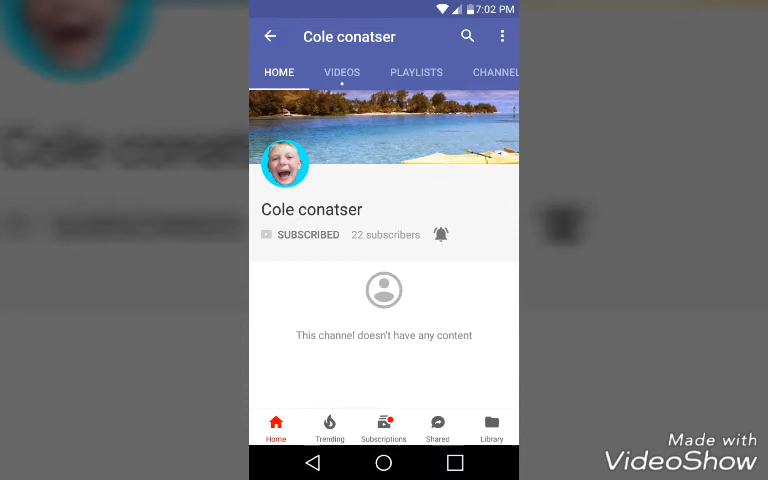 7:02 PM
Cole conatser
HOME VIDEOS PLAYLISTS CHANNEL
Cole conatser
SUBSCRIBED 22 subscribers
This channel doesn't have any content
Home Trending Subscriptions Shared Library
Made with
VideoShow